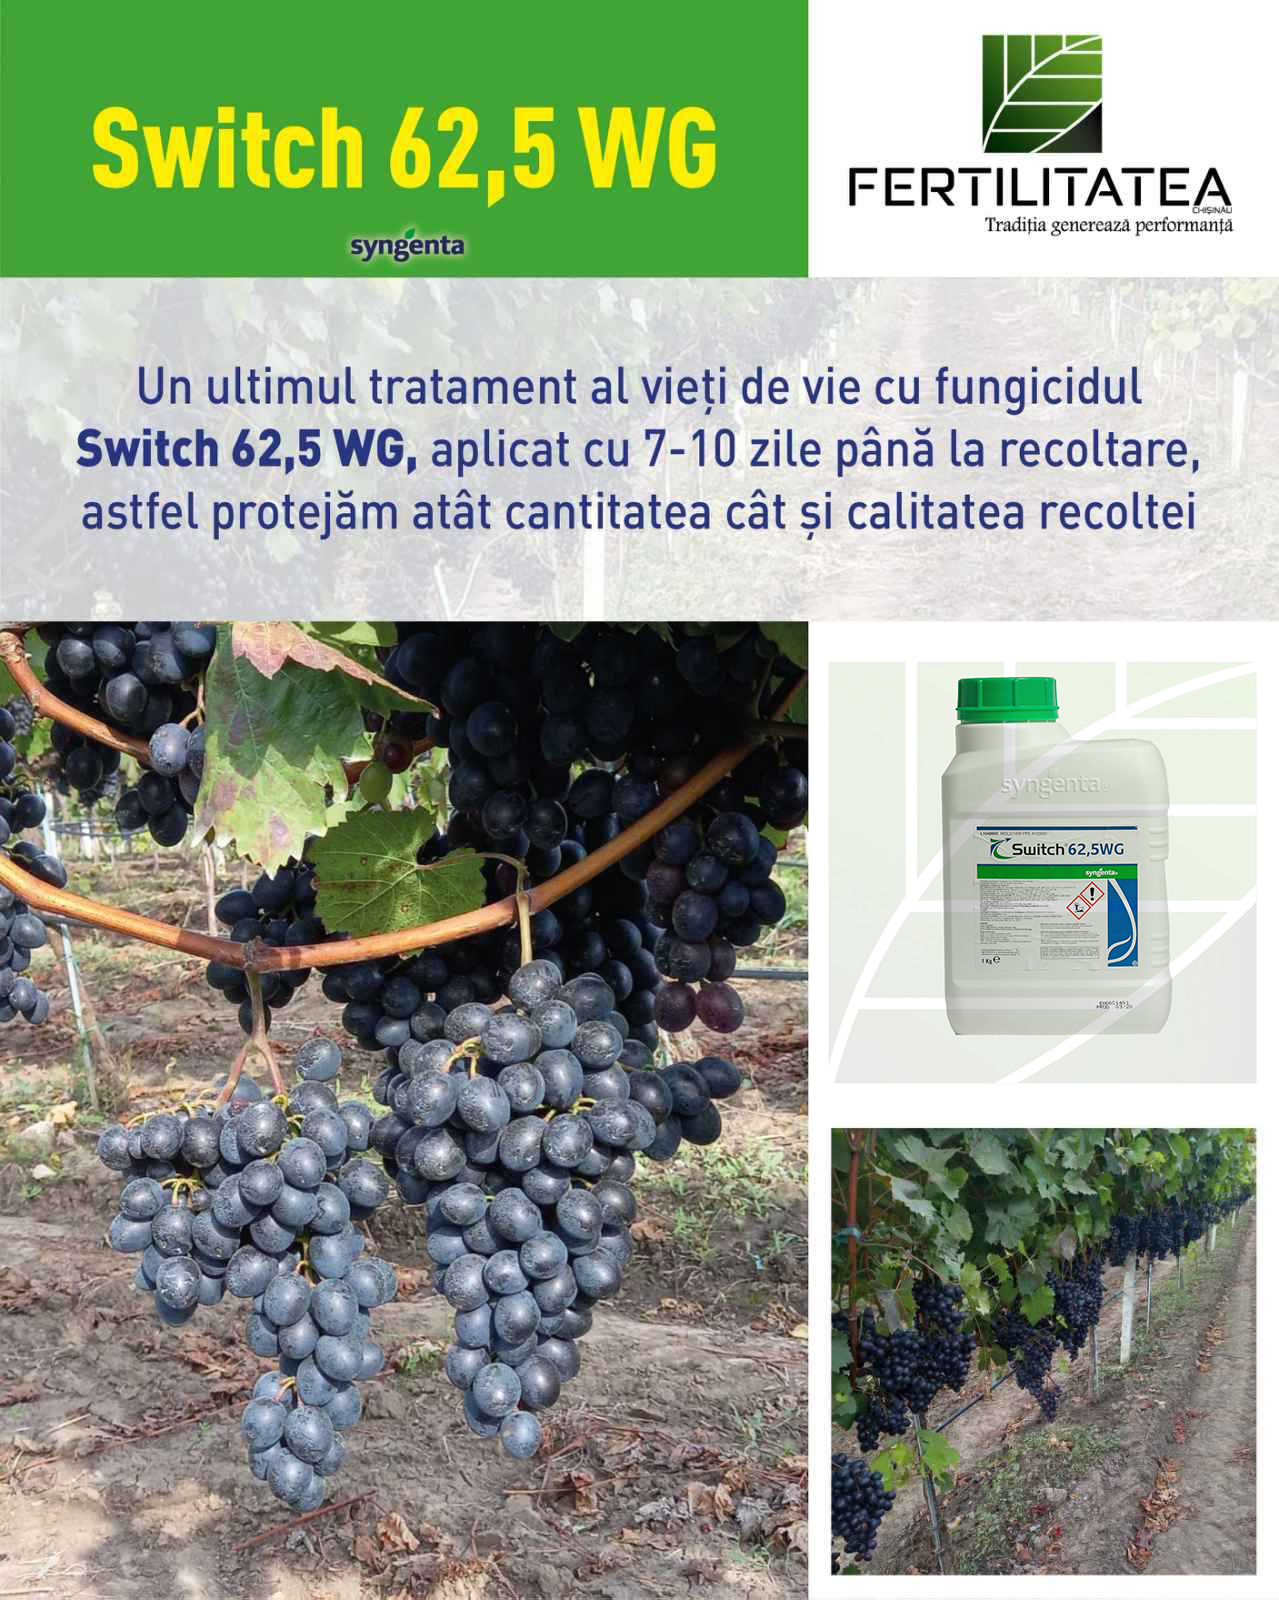 Switch 62,5 WG
syngenta
FERTILITATEA
CHIȘINĂU
Tradiția generează performanță
Un ultimul tratament al vieți de vie cu fungicidul
Switch 62,5 WG, aplicat cu 7-10 zile până la recoltare,
astfel protejăm atât cantitatea cât și calitatea recoltei
syngenta
Switch® 62,5WG
syngenta
1 Kg e